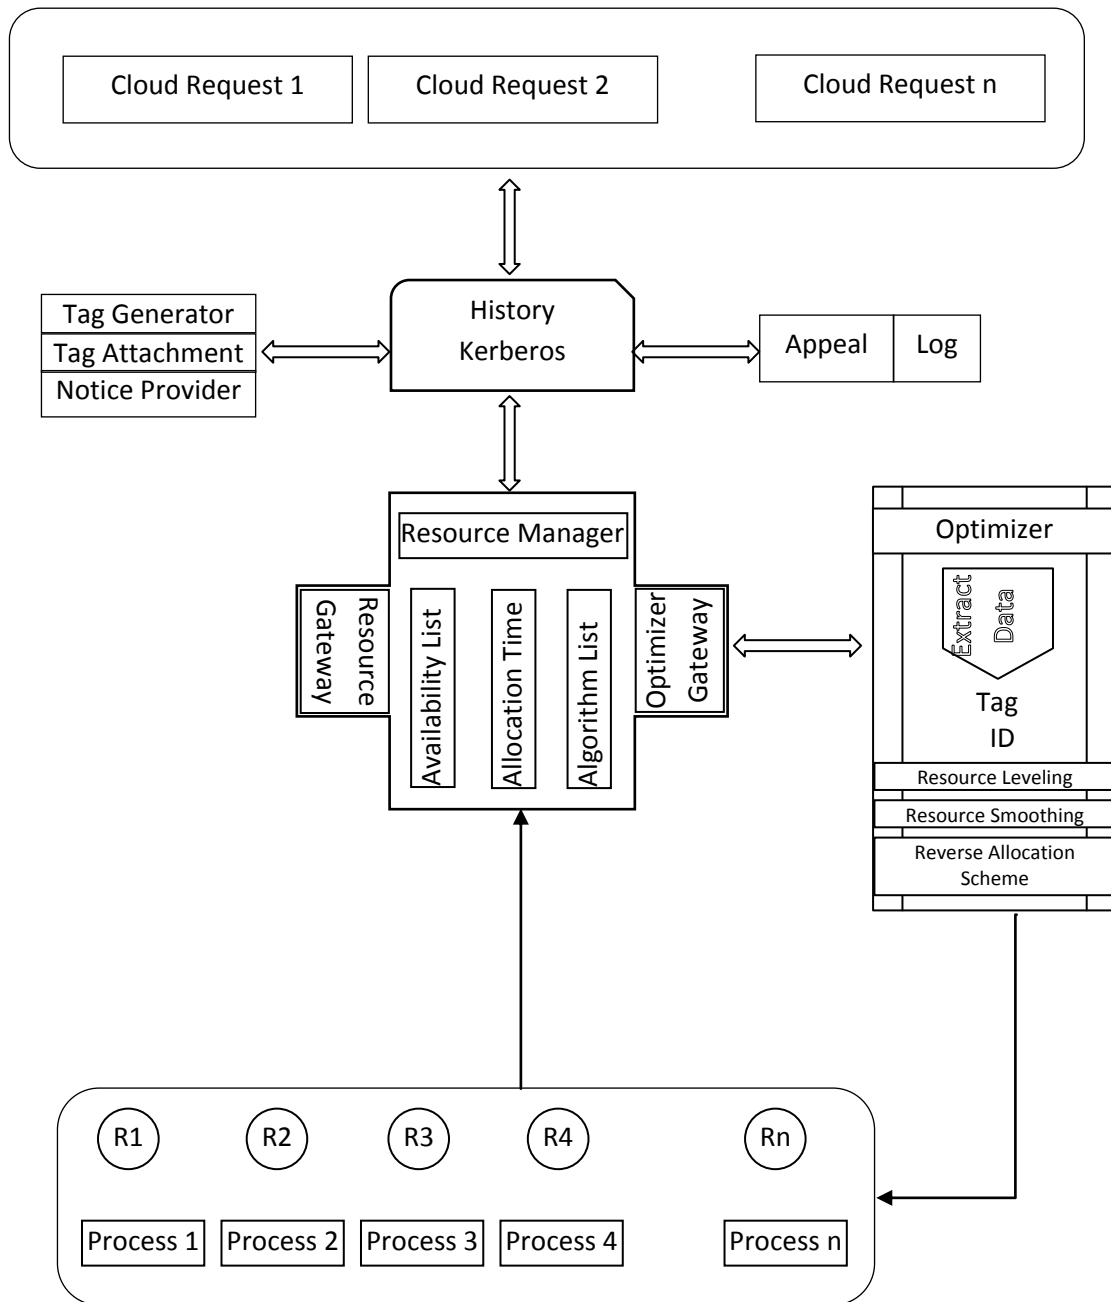 Cloud Request 1
Cloud Request 2
Cloud Request n
Tag Generator
Tag Attachment
Notice Provider
History
Kerberos
Appeal
Log
Resource Manager
Resource
Gateway
Availability List
Allocation Time
Algorithm List
Optimizer
Gateway
Optimizer
Extract
Data
Tag
ID
Resource Leveling
Resource Smoothing
Reverse Allocation
Scheme
R1
R2
R3
R4
Rn
Process 1
Process 2
Process 3
Process 4
Process n